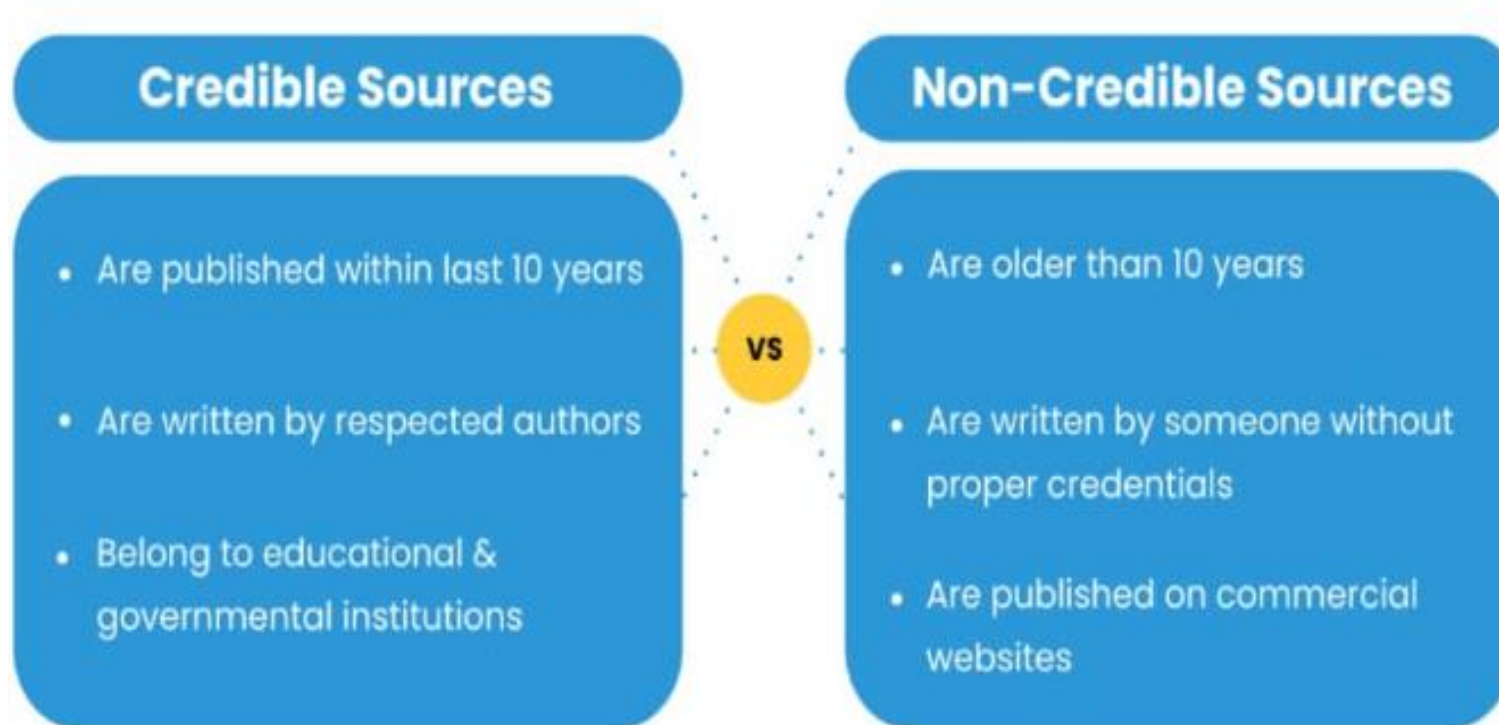 Credible Sources
• Are published within last 10 years
• Are written by respected authors
• Belong to educational &
governmental institutions
vs
Non-Credible Sources
• Are older than 10 years
• Are written by someone without
proper credentials
• Are published on commercial
websites